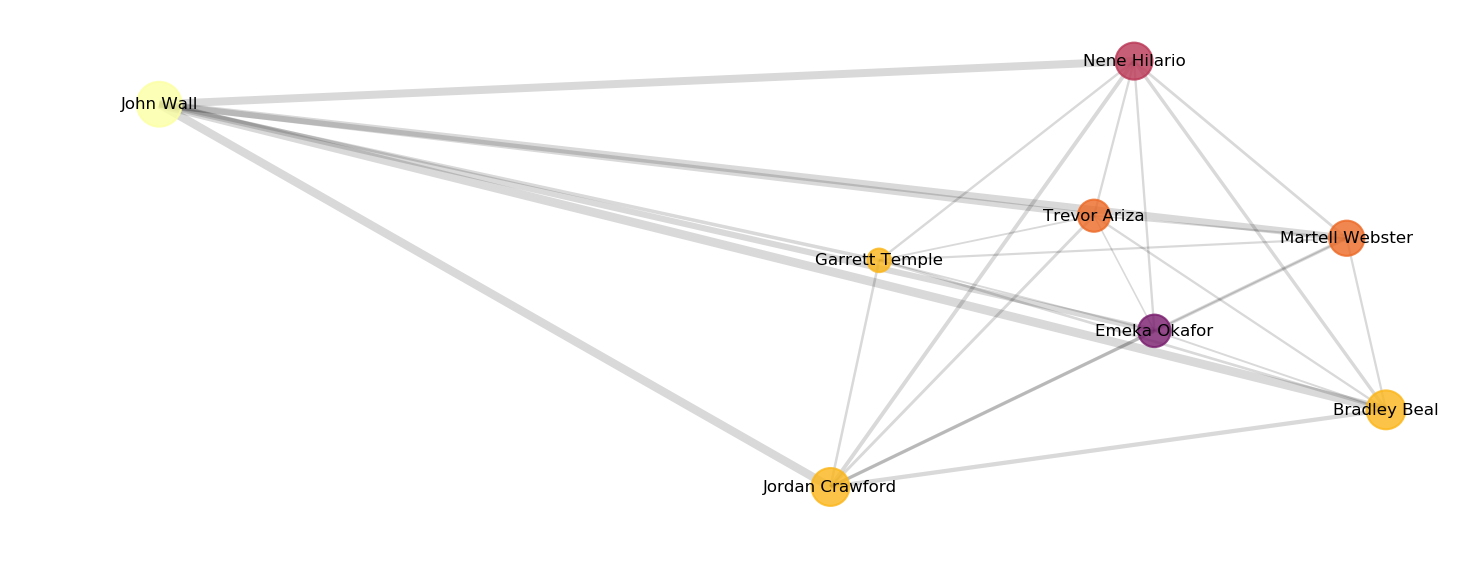 Nene Hilario
John Wall
Trevor Ariza
Martell Webster
Garrett Temple
Emeka Okafor
Bradley Beal
Jordan Crawford